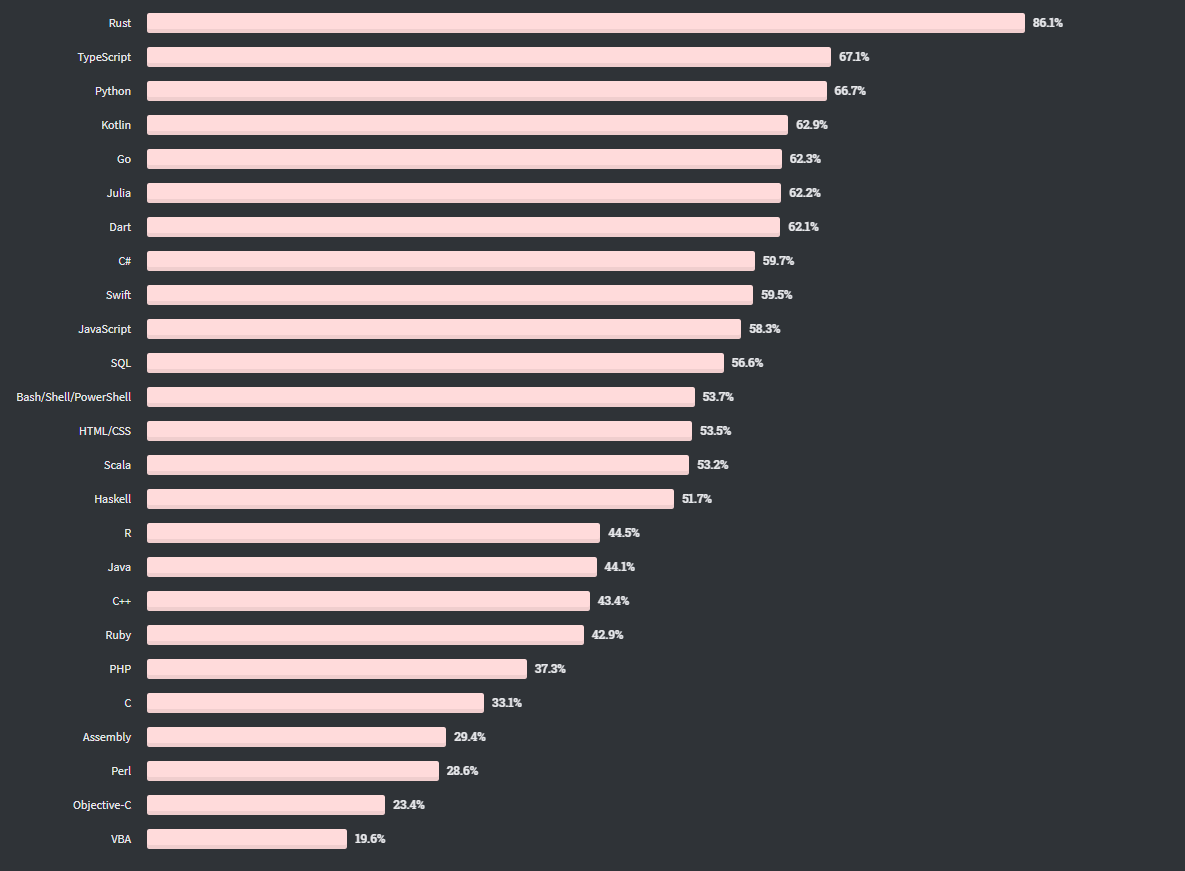 Rust 86.1%
TypeScript 67.1%
Python 66.7%
Kotlin 62.9%
Go 62.3%
Julia 62.2%
Dart 62.1%
C# 59.7%
Swift 59.5%
JavaScript 58.3%
SQL 56.6%
Bash/Shell/PowerShell 53.7%
HTML/CSS 53.5%
Scala 53.2%
Haskell 51.7%
R 44.5%
Java 44.1%
C++ 43.4%
Ruby 42.9%
PHP 37.3%
C 33.1%
Assembly 29.4%
Perl 28.6%
Objective-C 23.4%
VBA 19.6%